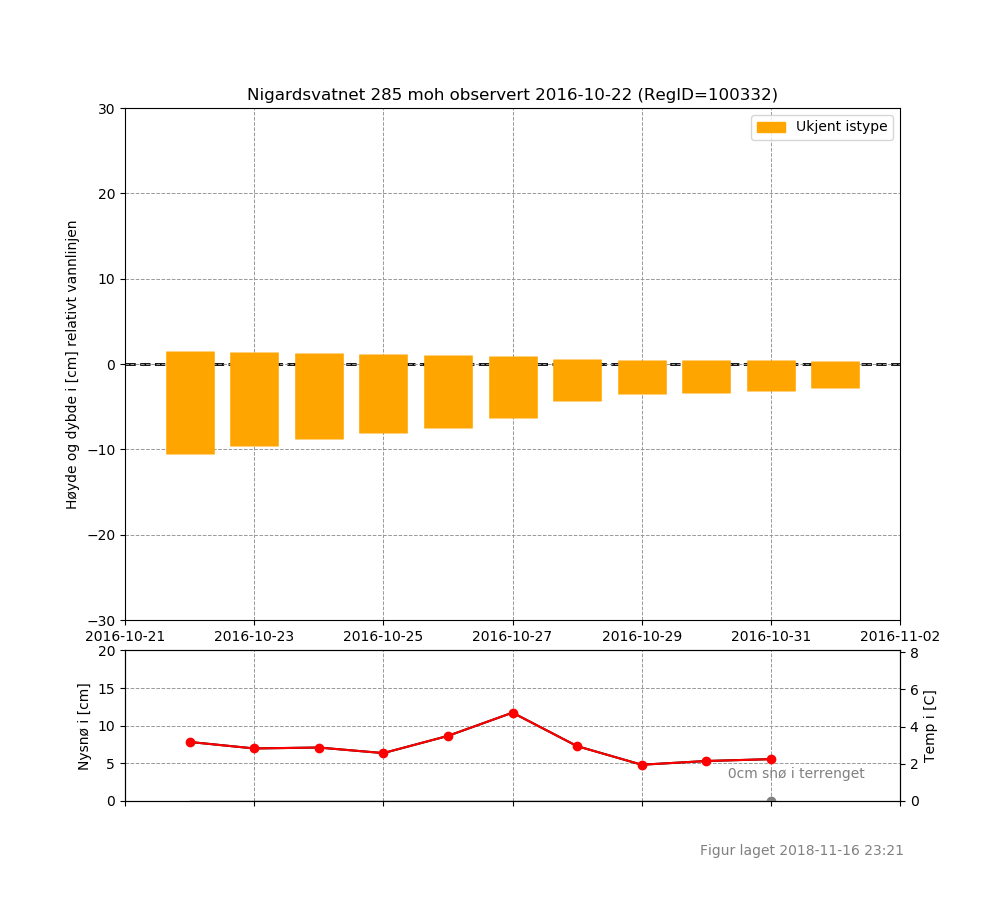 Nigardsvatnet 285 moh observert 2016-10-22 (RegID=100332)
Ukjent istype
Høyde og dybde i [cm] relativt vannlinjen
30
20
10
0
−10
−20
−30
2016-10-21 2016-10-23 2016-10-25 2016-10-27 2016-10-29 2016-10-31 2016-11-02
Nysnø i [cm]
20
15
10
5
0
8
6
4
2
0
Temp i [C]
0cm snø i terrenget
Figur laget 2018-11-16 23:21